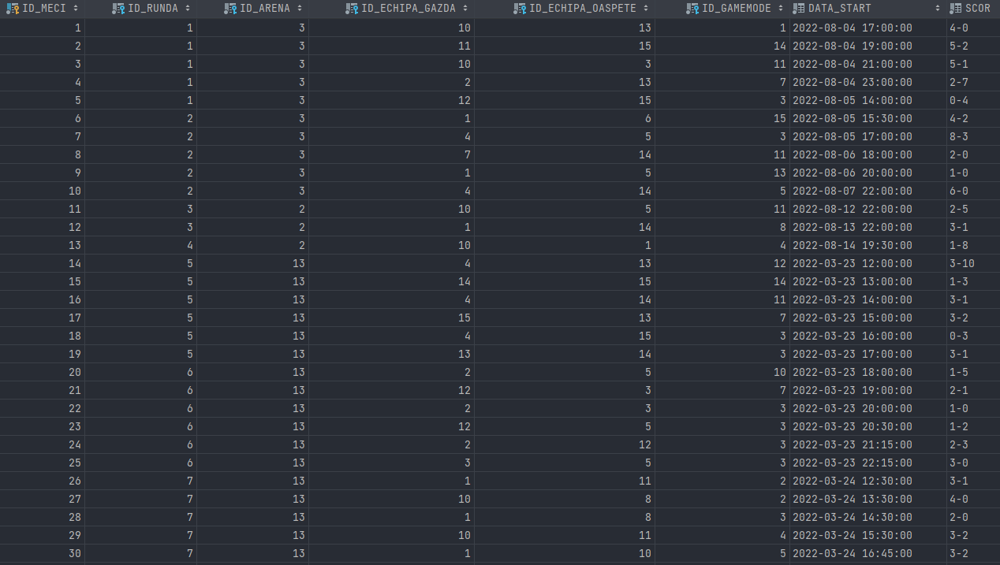 ID_MECI ID_RUNDA ID_ARENA ID_ECHIPA_GAZDA ID_ECHIPA_OASPETE ID_GAMEMODE DATA_START SCOR
1 1 3 10 13 1 2022-08-04 17:00:00 4-0
2 1 3 11 15 14 2022-08-04 19:00:00 5-2
3 1 3 10 3 11 2022-08-04 21:00:00 5-1
4 1 3 2 13 7 2022-08-04 23:00:00 2-7
5 1 3 12 15 3 2022-08-05 14:00:00 0-4
6 2 3 1 6 15 2022-08-05 15:30:00 4-2
7 2 3 4 5 3 2022-08-05 17:00:00 8-3
8 2 3 7 14 11 2022-08-06 18:00:00 2-0
9 2 3 1 5 13 2022-08-06 20:00:00 1-0
10 2 3 4 14 5 2022-08-07 22:00:00 6-0
11 3 2 10 5 11 2022-08-12 22:00:00 2-5
12 3 2 1 14 8 2022-08-13 22:00:00 3-1
13 4 2 10 1 4 2022-08-14 19:30:00 1-8
14 5 13 4 13 12 2022-03-23 12:00:00 3-10
15 5 13 14 15 14 2022-03-23 13:00:00 1-3
16 5 13 4 14 11 2022-03-23 14:00:00 3-1
17 5 13 15 13 7 2022-03-23 15:00:00 3-2
18 5 13 4 15 3 2022-03-23 16:00:00 0-3
19 5 13 13 14 3 2022-03-23 17:00:00 3-1
20 6 13 2 5 10 2022-03-23 18:00:00 1-5
21 6 13 12 3 7 2022-03-23 19:00:00 2-1
22 6 13 2 3 3 2022-03-23 20:00:00 1-0
23 6 13 12 5 3 2022-03-23 20:30:00 1-2
24 6 13 2 12 3 2022-03-23 21:15:00 2-3
25 6 13 3 5 3 2022-03-23 22:15:00 3-0
26 7 13 1 11 2 2022-03-24 12:30:00 3-1
27 7 13 10 8 2 2022-03-24 13:30:00 4-0
28 7 13 1 8 3 2022-03-24 14:30:00 2-0
29 7 13 10 11 4 2022-03-24 15:30:00 3-2
30 7 13 1 10 5 2022-03-24 16:45:00 3-2